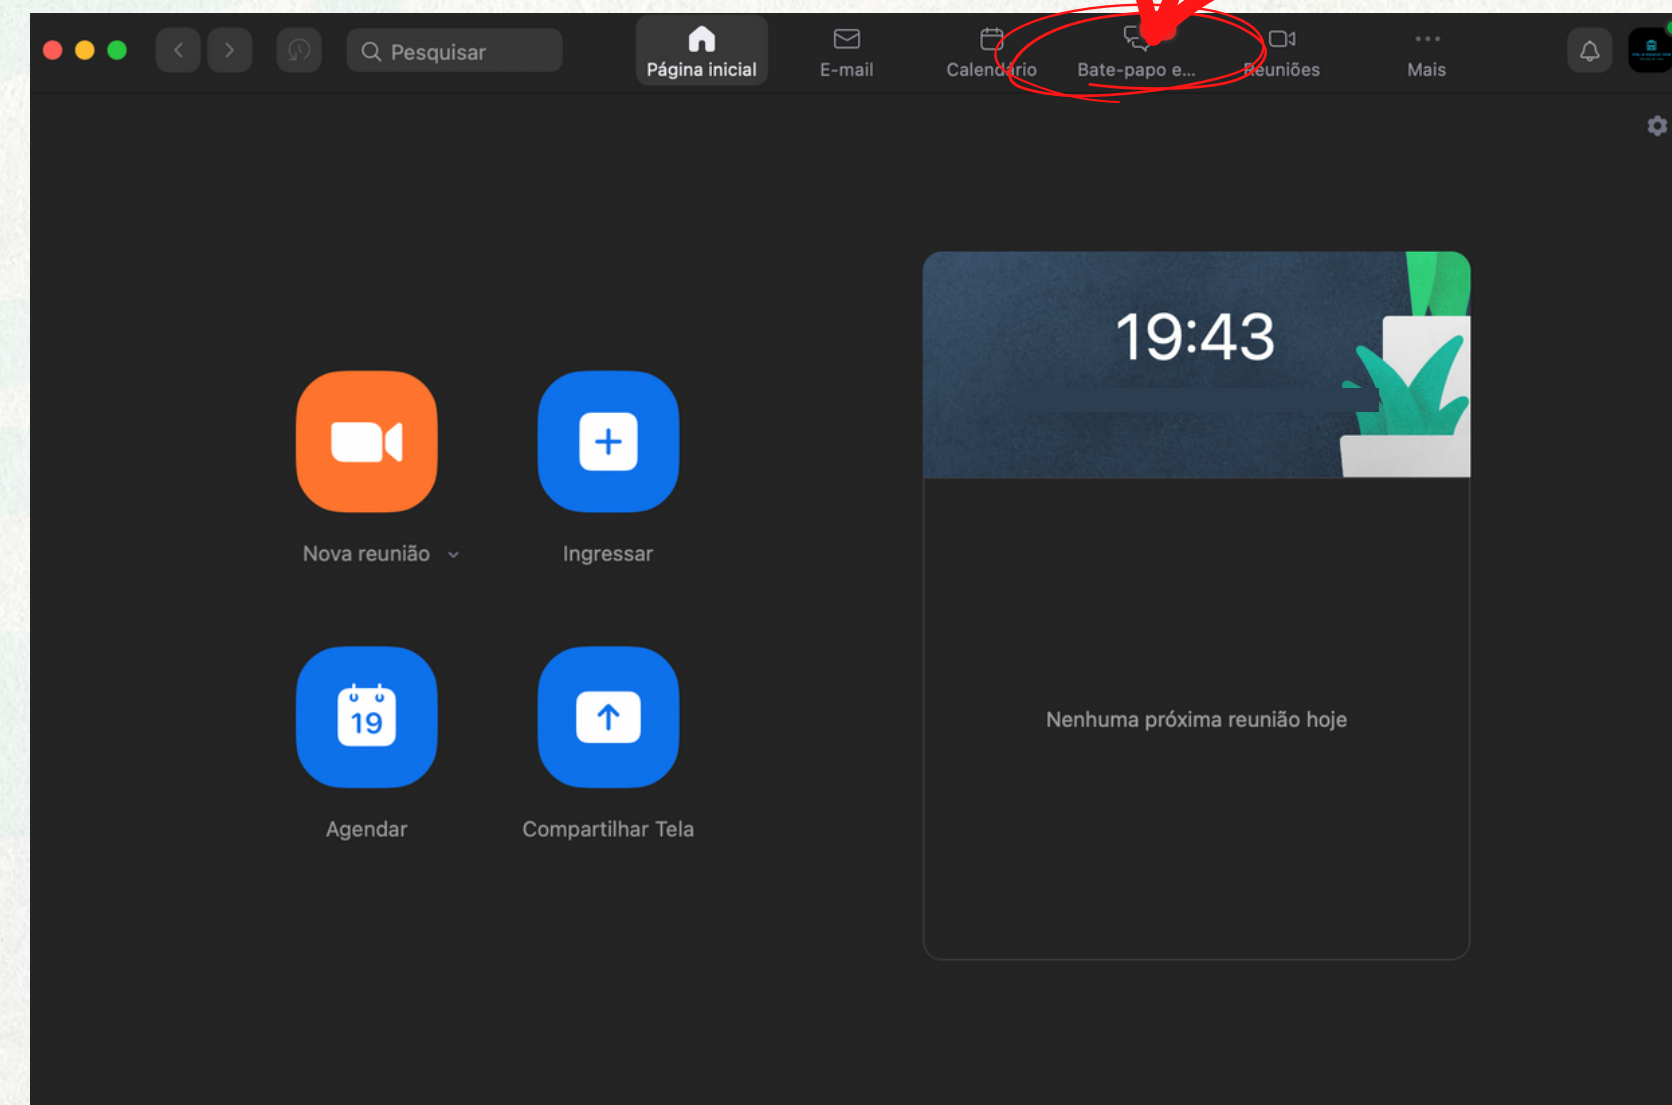 Pesquisar
Página inicial
E-mail
Calendário
Bate-papo e...
Reuniões
Mais
19:43
Nova reunião
Ingressar
19
Agendar
Compartilhar Tela
Nenhuma próxima reunião hoje